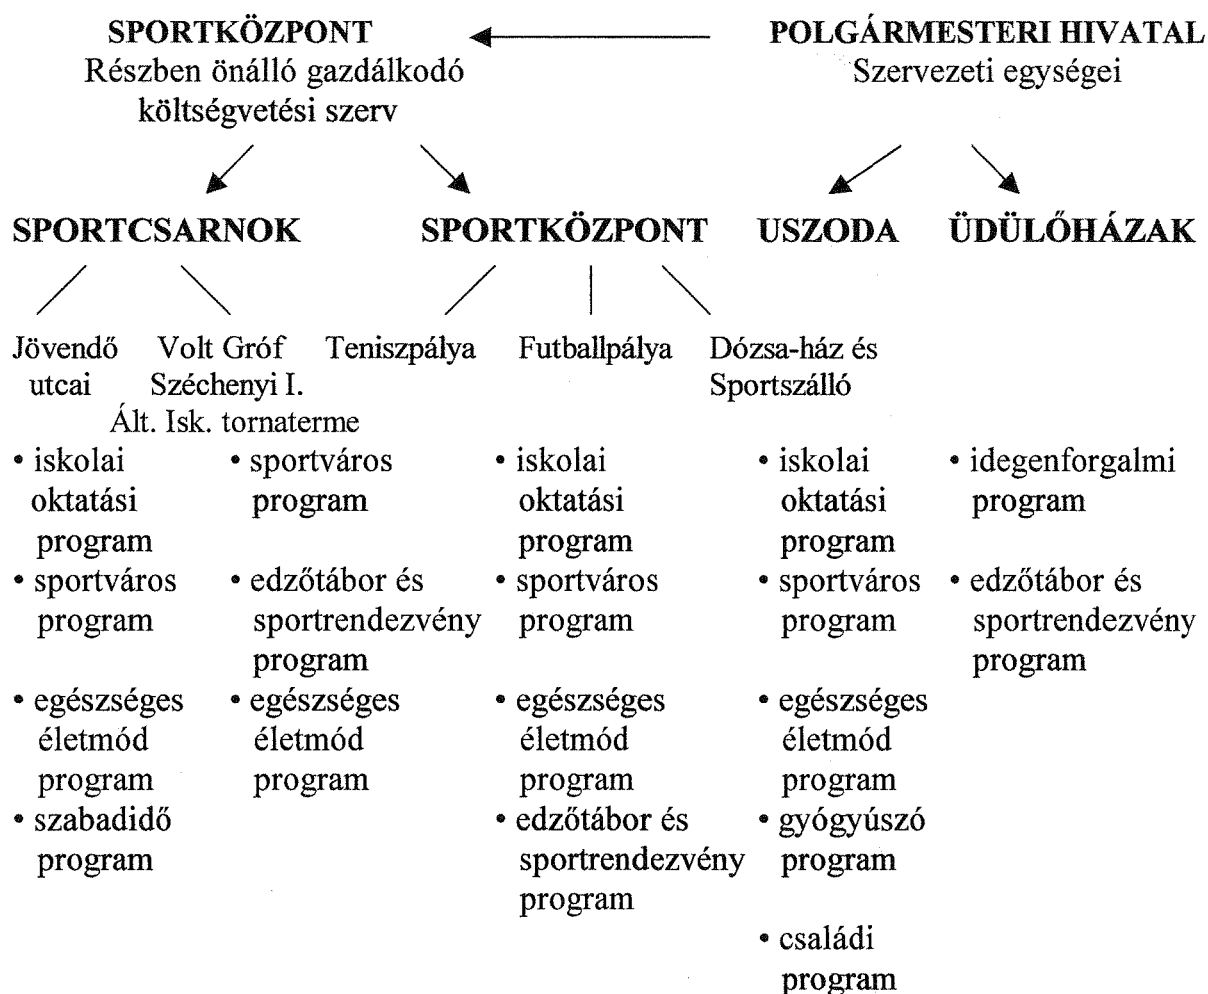 SPORTKÖZPONT
Részben önálló gazdálkodó
költségvetési szerv
POLGÁRMESTERI HIVATAL
Szervezeti egységei
SPORTCSARNOK
SPORTKÖZPONT
USZODA
ÜDÜLŐHÁZAK
Jövendő
utcai
Volt Gróf
Széchenyi I.
Ált. Isk. tornaterme
Teniszpálya
Futballpálya
Dózsa-ház és
Sportszálló
• iskolai
oktatási
program
• sportváros
program
• egészséges
életmód
program
• szabadidő
program
• sportváros
program
• edzőtábor és
sportrendezvény
program
• egészséges
életmód
program
• iskolai
oktatási
program
• sportváros
program
• egészséges
életmód
program
• edzőtábor és
sportrendezvény
program
• iskolai
oktatási
program
• sportváros
program
• egészséges
életmód
program
• gyógyúszó
program
• családi
program
• idegenforgalmi
program
• edzőtábor és
sportrendezvény
program